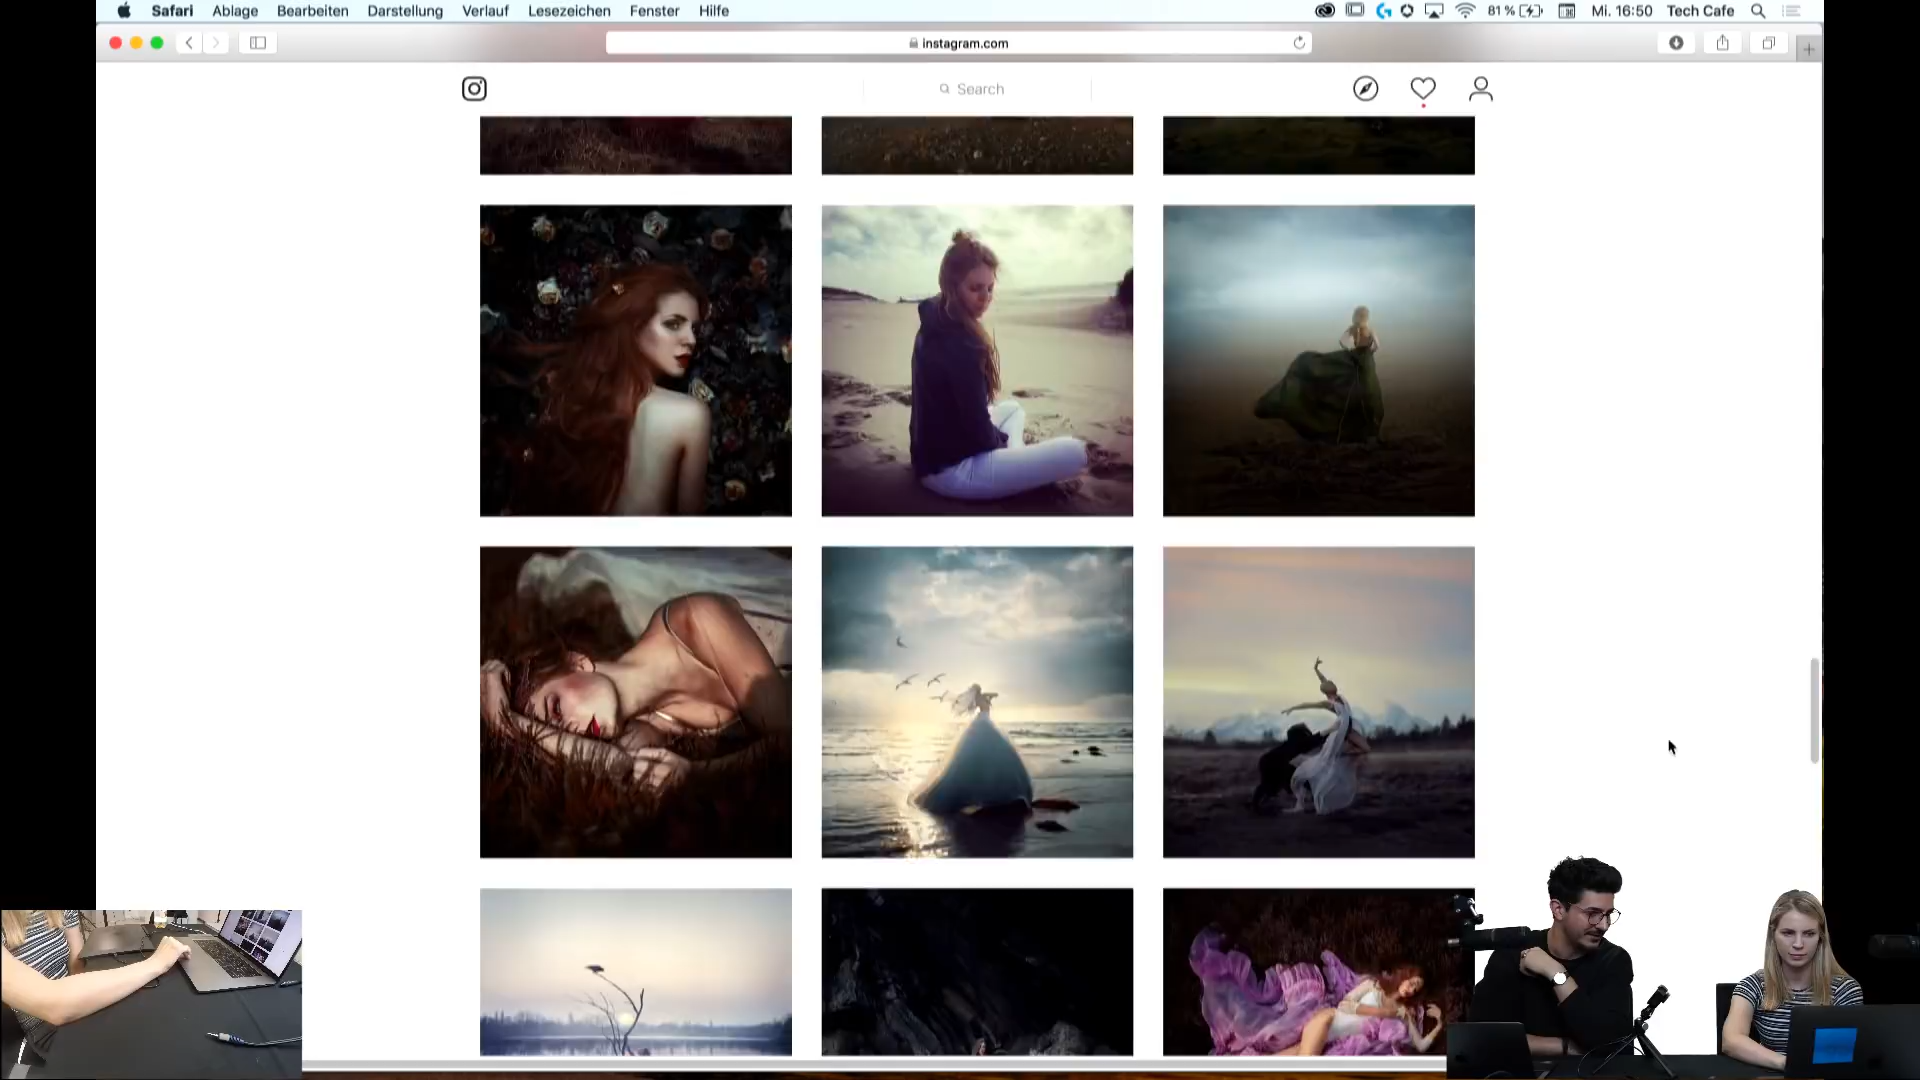 Safari Ablage Bearbeiten Darstellung Verlauf Lesezeichen Fenster Hilfe 81 % Mi. 16:50 Tech Cafe
instagram.com
Search